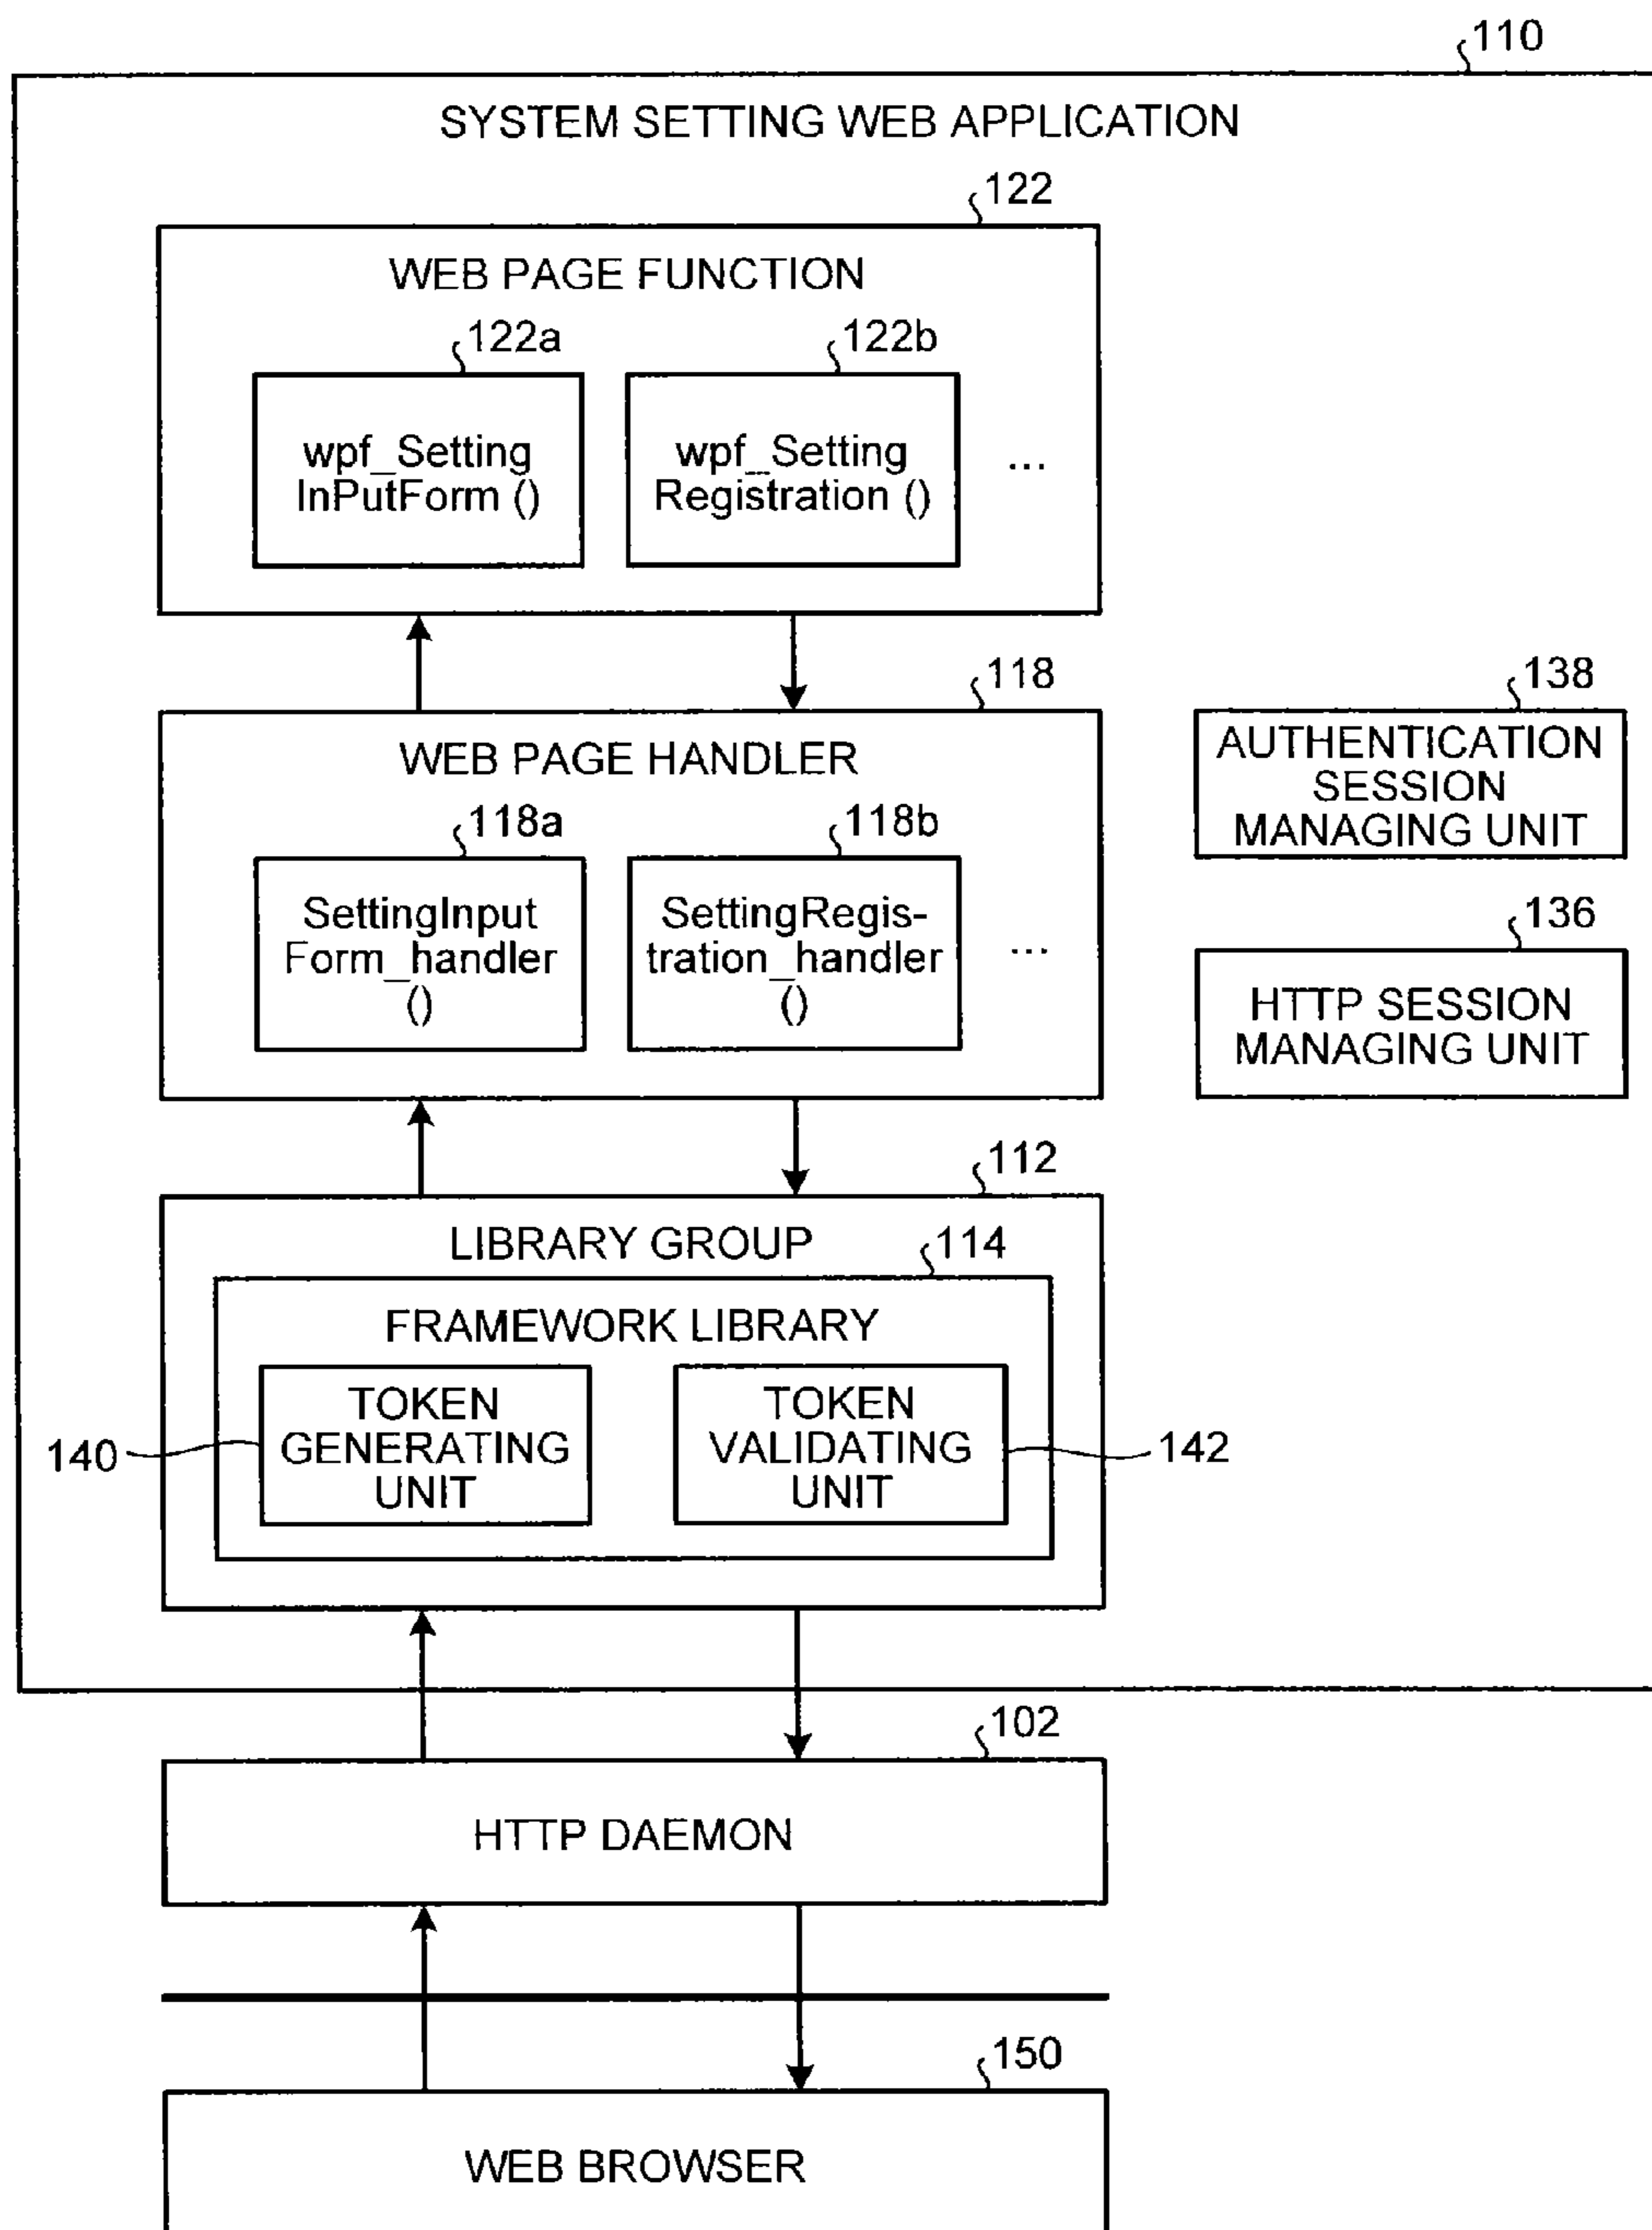 110
SYSTEM SETTING WEB APPLICATION
122
WEB PAGE FUNCTION
122a
122b
wpf_Setting
InPutForm ()
wpf_Setting
Registration ()
...
118
WEB PAGE HANDLER
118a
118b
SettingInput
Form_handler
()
SettingRegis-
tration_handler
()
...
138
AUTHENTICATION
SESSION
MANAGING UNIT
136
HTTP SESSION
MANAGING UNIT
112
LIBRARY GROUP
114
FRAMEWORK LIBRARY
140
TOKEN
GENERATING
UNIT
TOKEN
VALIDATING
UNIT
142
102
HTTP DAEMON
150
WEB BROWSER